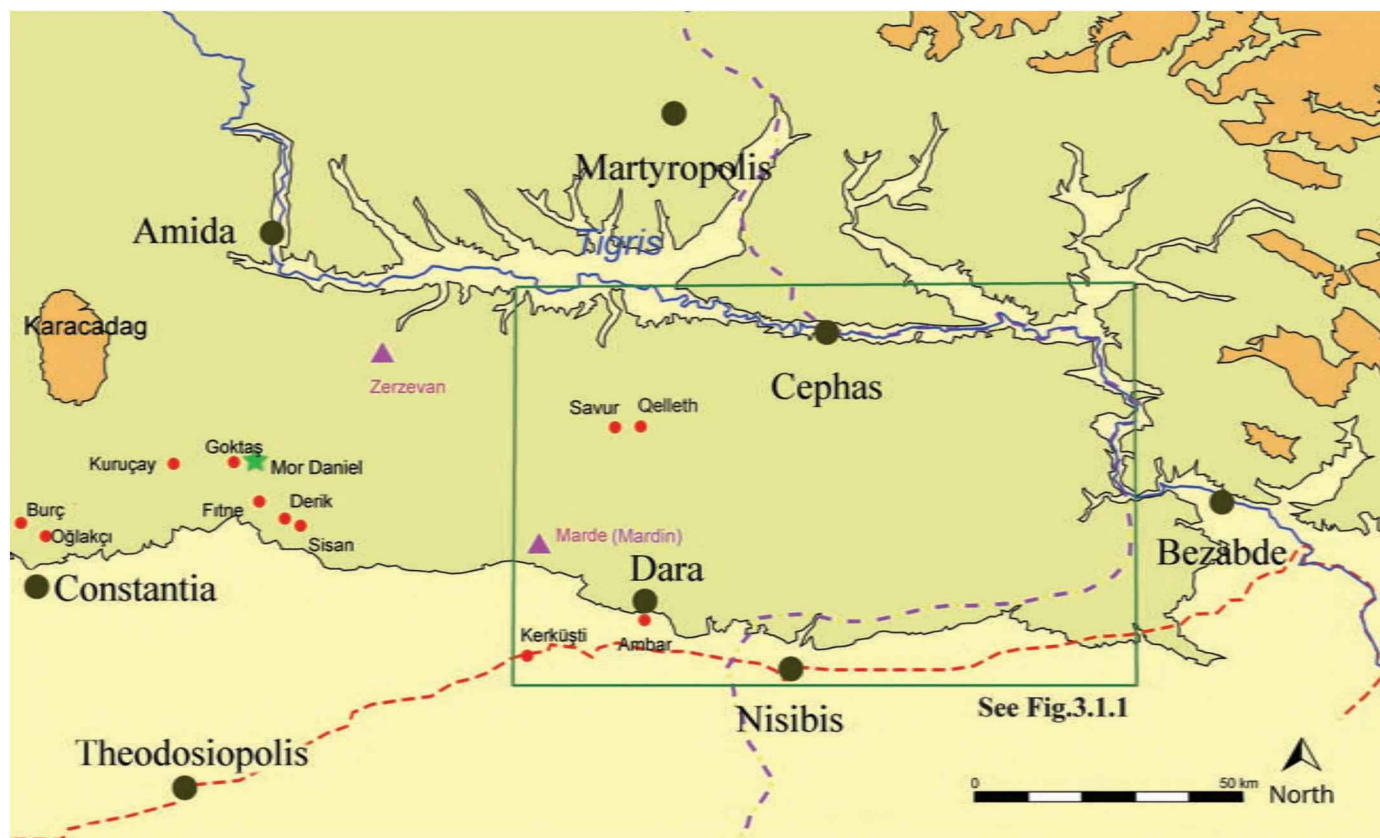 Martyropolis
Amida
Tigris
Karacadag
Zerzevan
Cephas
Savur
Qelleth
Goktaş
Kuruçay
Mor Daniel
Fıtne
Derik
Burç
Oğlakçı
Sisan
Marde (Mardin)
Bezabde
Dara
Constantia
Kerküşti
Ambar
Nisibis
See Fig.3.1.1
Theodosiopolis
0
50 km
North